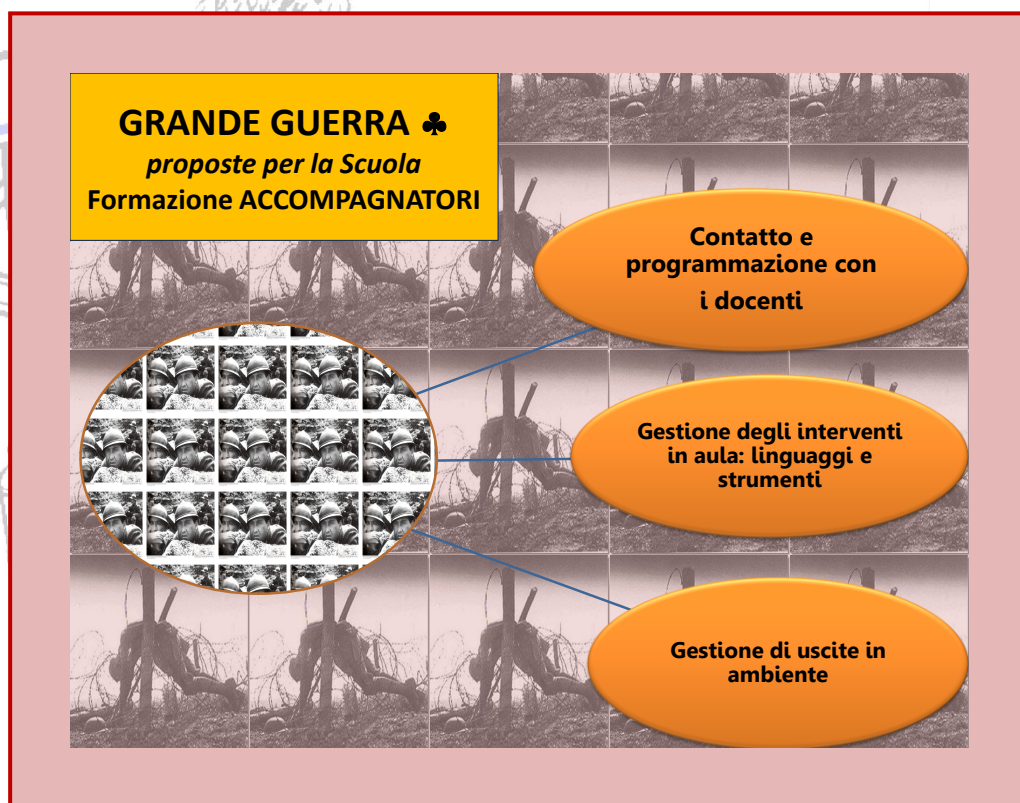 GRANDE GUERRA ♣
proposte per la Scuola
Formazione ACCOMPAGNATORI
Contatto e
programmazione con
i docenti
Gestione degli interventi
in aula: linguaggi e
strumenti
Gestione di uscite in
ambiente